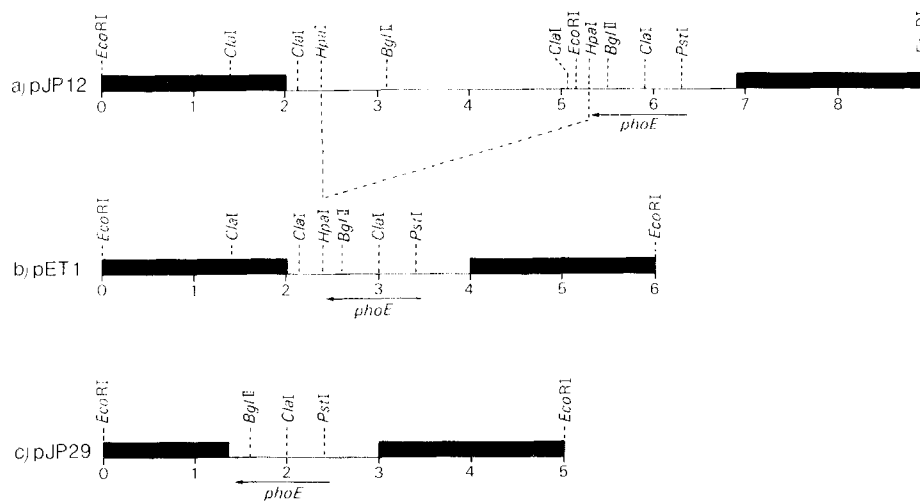 EcoRI ClaI ClaI HpaI BglII ClaI EcoRI HpaI BglII ClaI PstI
a) pJP12
0 1 2 3 4 5 6 7 8
phoE
EcoRI ClaI ClaI HpaI BglII ClaI PstI EcoRI
b) pET1
0 1 2 3 4 5 6
phoE
EcoRI BglII ClaI PstI EcoRI
c) pJP29
0 1 2 3 4 5
phoE